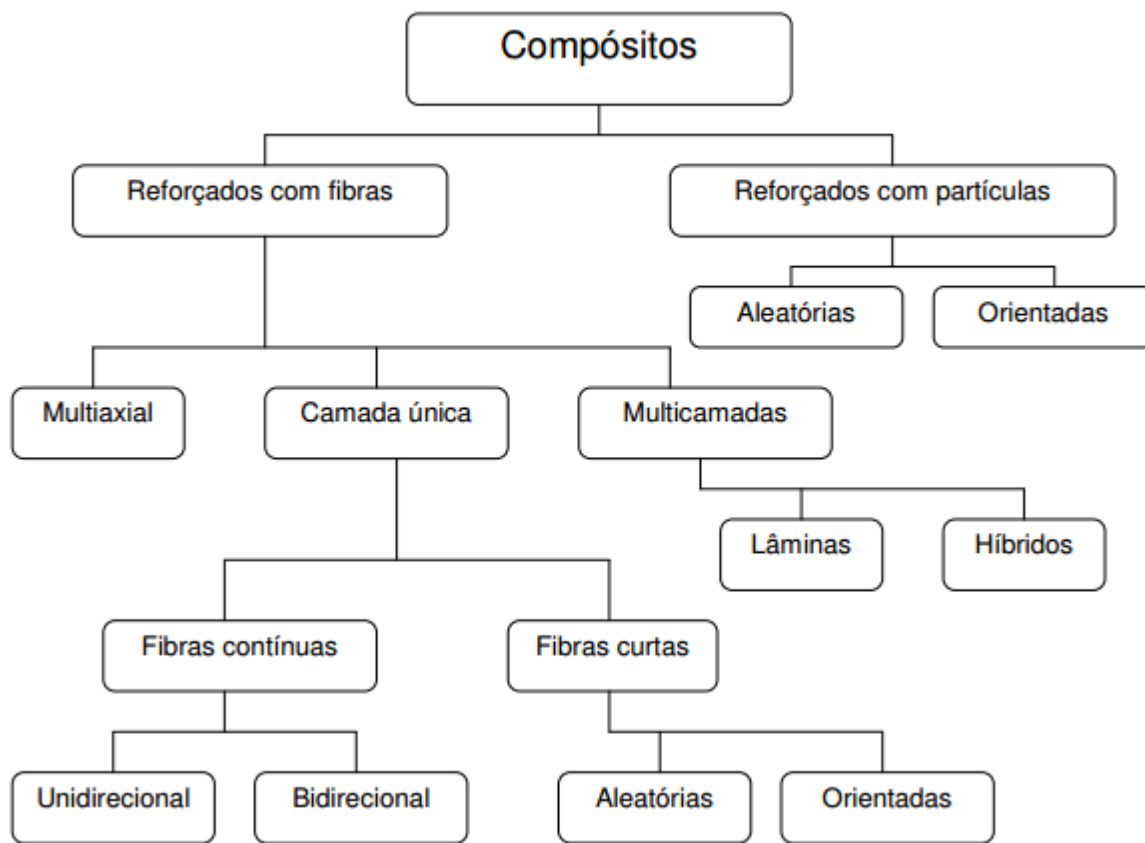 Compósitos
Reforçados com fibras
Reforçados com partículas
Aleatórias
Orientadas
Multiaxial
Camada única
Multicamadas
Lâminas
Híbridos
Fibras contínuas
Fibras curtas
Unidirecional
Bidirecional
Aleatórias
Orientadas